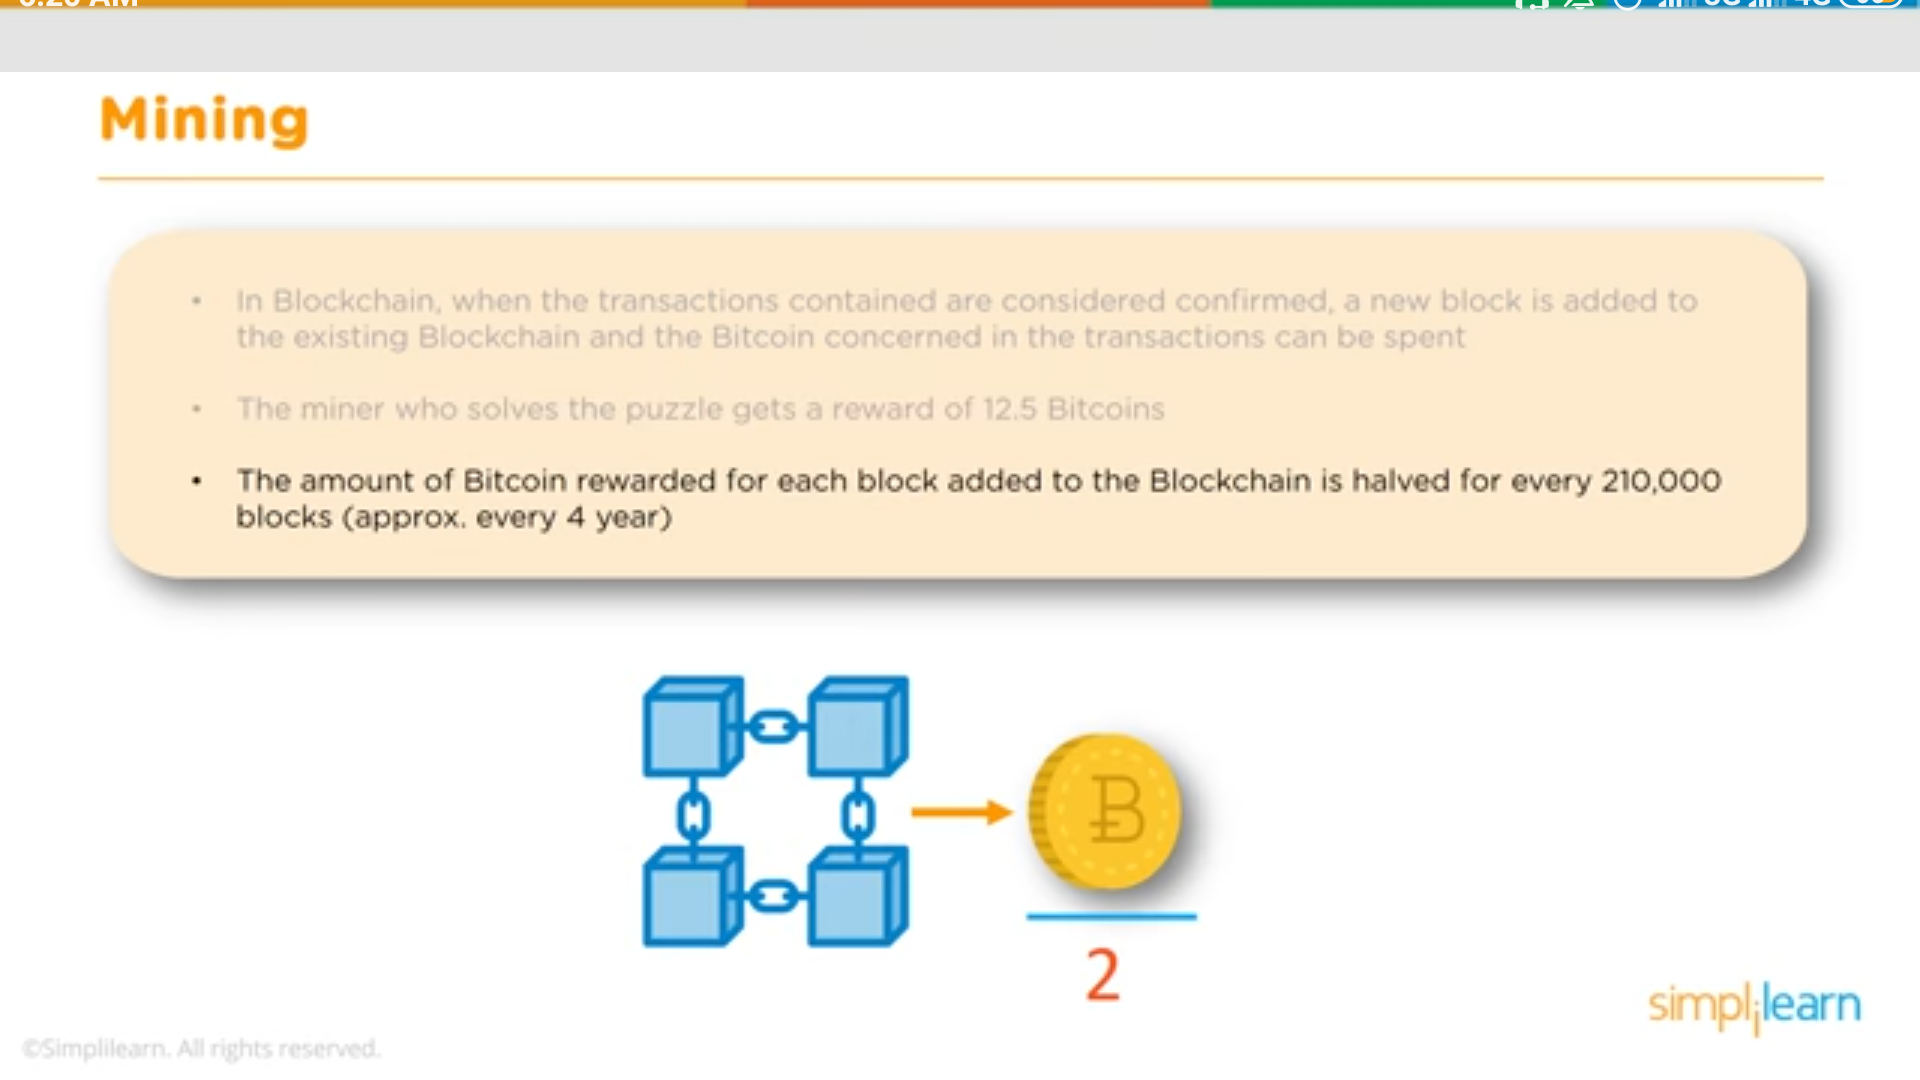 Mining
• In Blockchain, when the transactions contained are considered confirmed, a new block is added to
the existing Blockchain and the Bitcoin concerned in the transactions can be spent
• The miner who solves the puzzle gets a reward of 12.5 Bitcoins
• The amount of Bitcoin rewarded for each block added to the Blockchain is halved for every 210,000
blocks (approx. every 4 year)
2
simplilearn
©Simplilearn. All rights reserved.